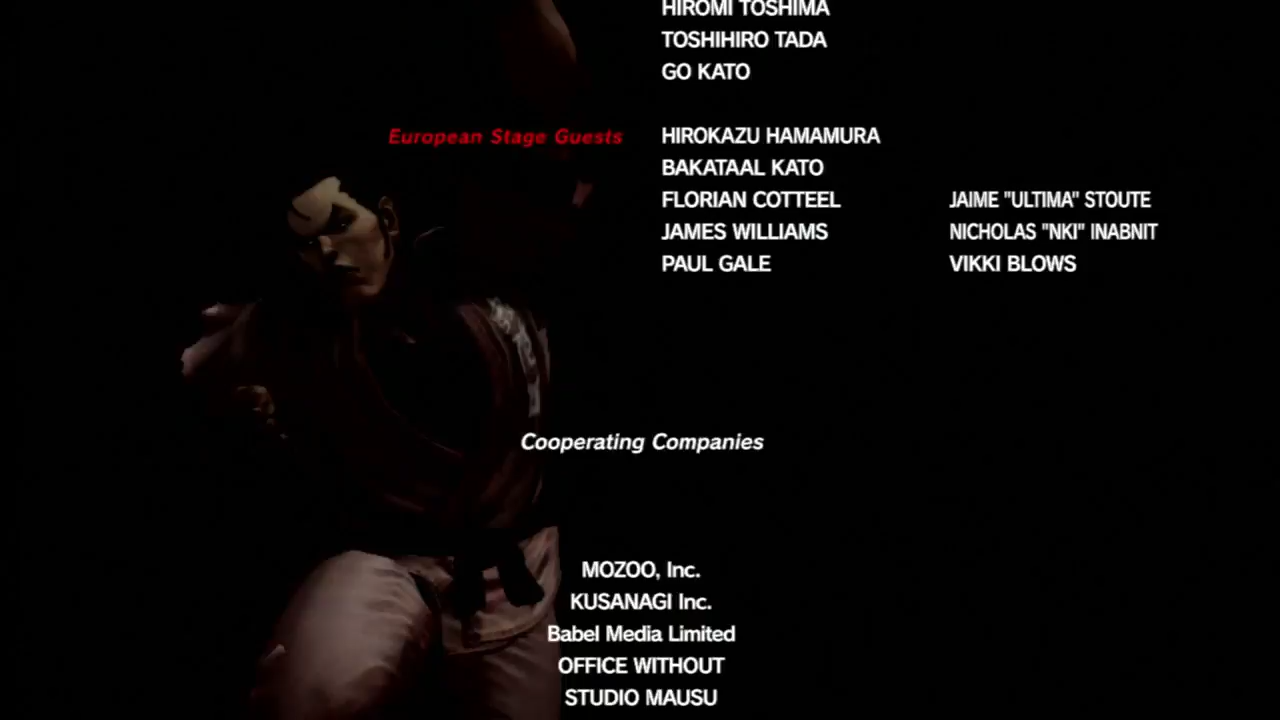 HIROMI TOSHIMA
TOSHIHIRO TADA
GO KATO
European Stage Guests HIROKAZU HAMAMURA
BAKATAAL KATO
FLORIAN COTTEEL JAIME "ULTIMA" STOUTE
JAMES WILLIAMS NICHOLAS "NKI" INABNIT
PAUL GALE VIKKI BLOWS
Cooperating Companies
MOZOO, Inc.
KUSANAGI Inc.
Babel Media Limited
OFFICE WITHOUT
STUDIO MAUSU